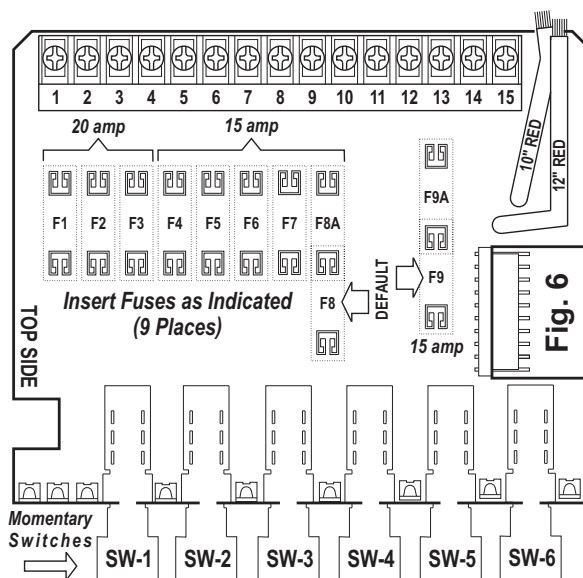 1 2 3 4 5 6 7 8 9 10 11 12 13 14 15
20 amp
15 amp
10" RED
12" RED
F1 F2 F3 F4 F5 F6 F7 F8A
F9A
F8
DEFAULT
F9
15 amp
Insert Fuses as Indicated
(9 Places)
TOP SIDE
Fig. 6
Momentary
Switches
SW-1 SW-2 SW-3 SW-4 SW-5 SW-6